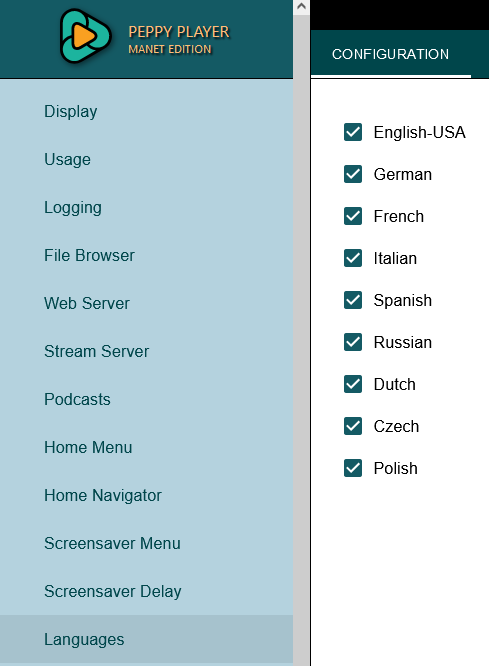 PEPPY PLAYER
MANET EDITION
CONFIGURATION
Display
Usage
Logging
File Browser
Web Server
Stream Server
Podcasts
Home Menu
Home Navigator
Screensaver Menu
Screensaver Delay
Languages
English-USA
German
French
Italian
Spanish
Russian
Dutch
Czech
Polish